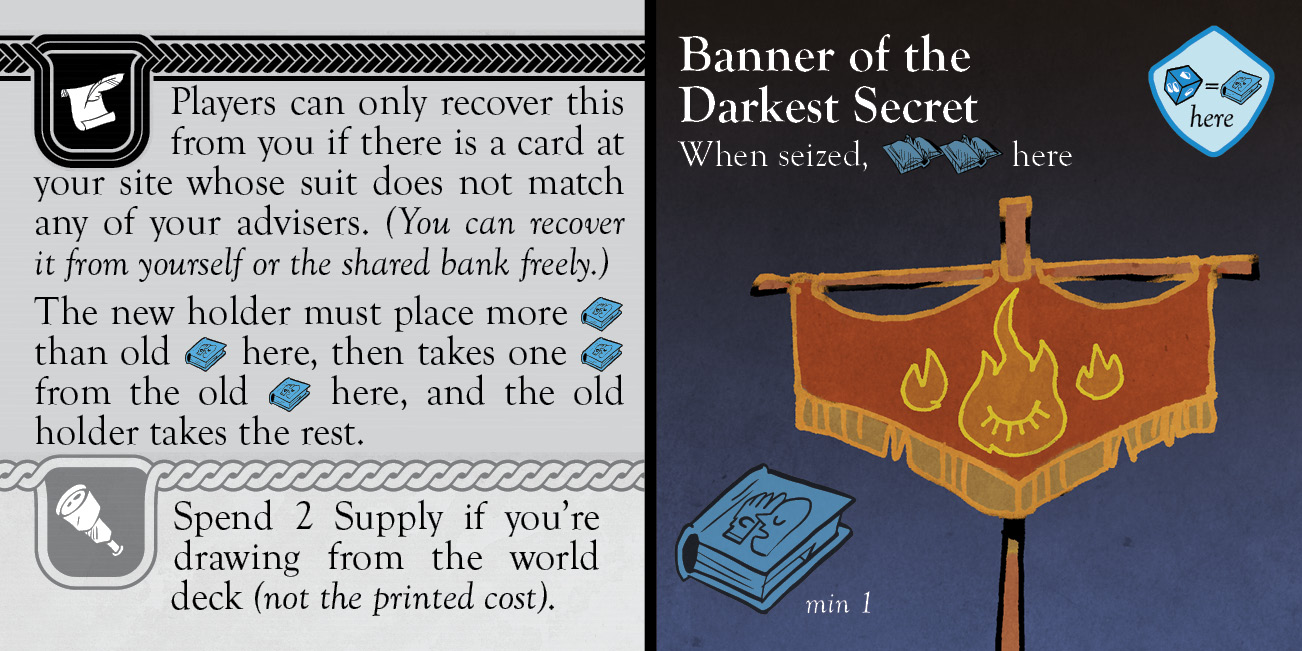 Players can only recover this
from you if there is a card at
your site whose suit does not match
any of your advisers. (You can recover
it from yourself or the shared bank freely.)
The new holder must place more
than old here, then takes one
from the old here, and the old
holder takes the rest.
Spend 2 Supply if you're
drawing from the world
deck (not the printed cost).
Banner of the
Darkest Secret
When seized, here
=
here
min 1